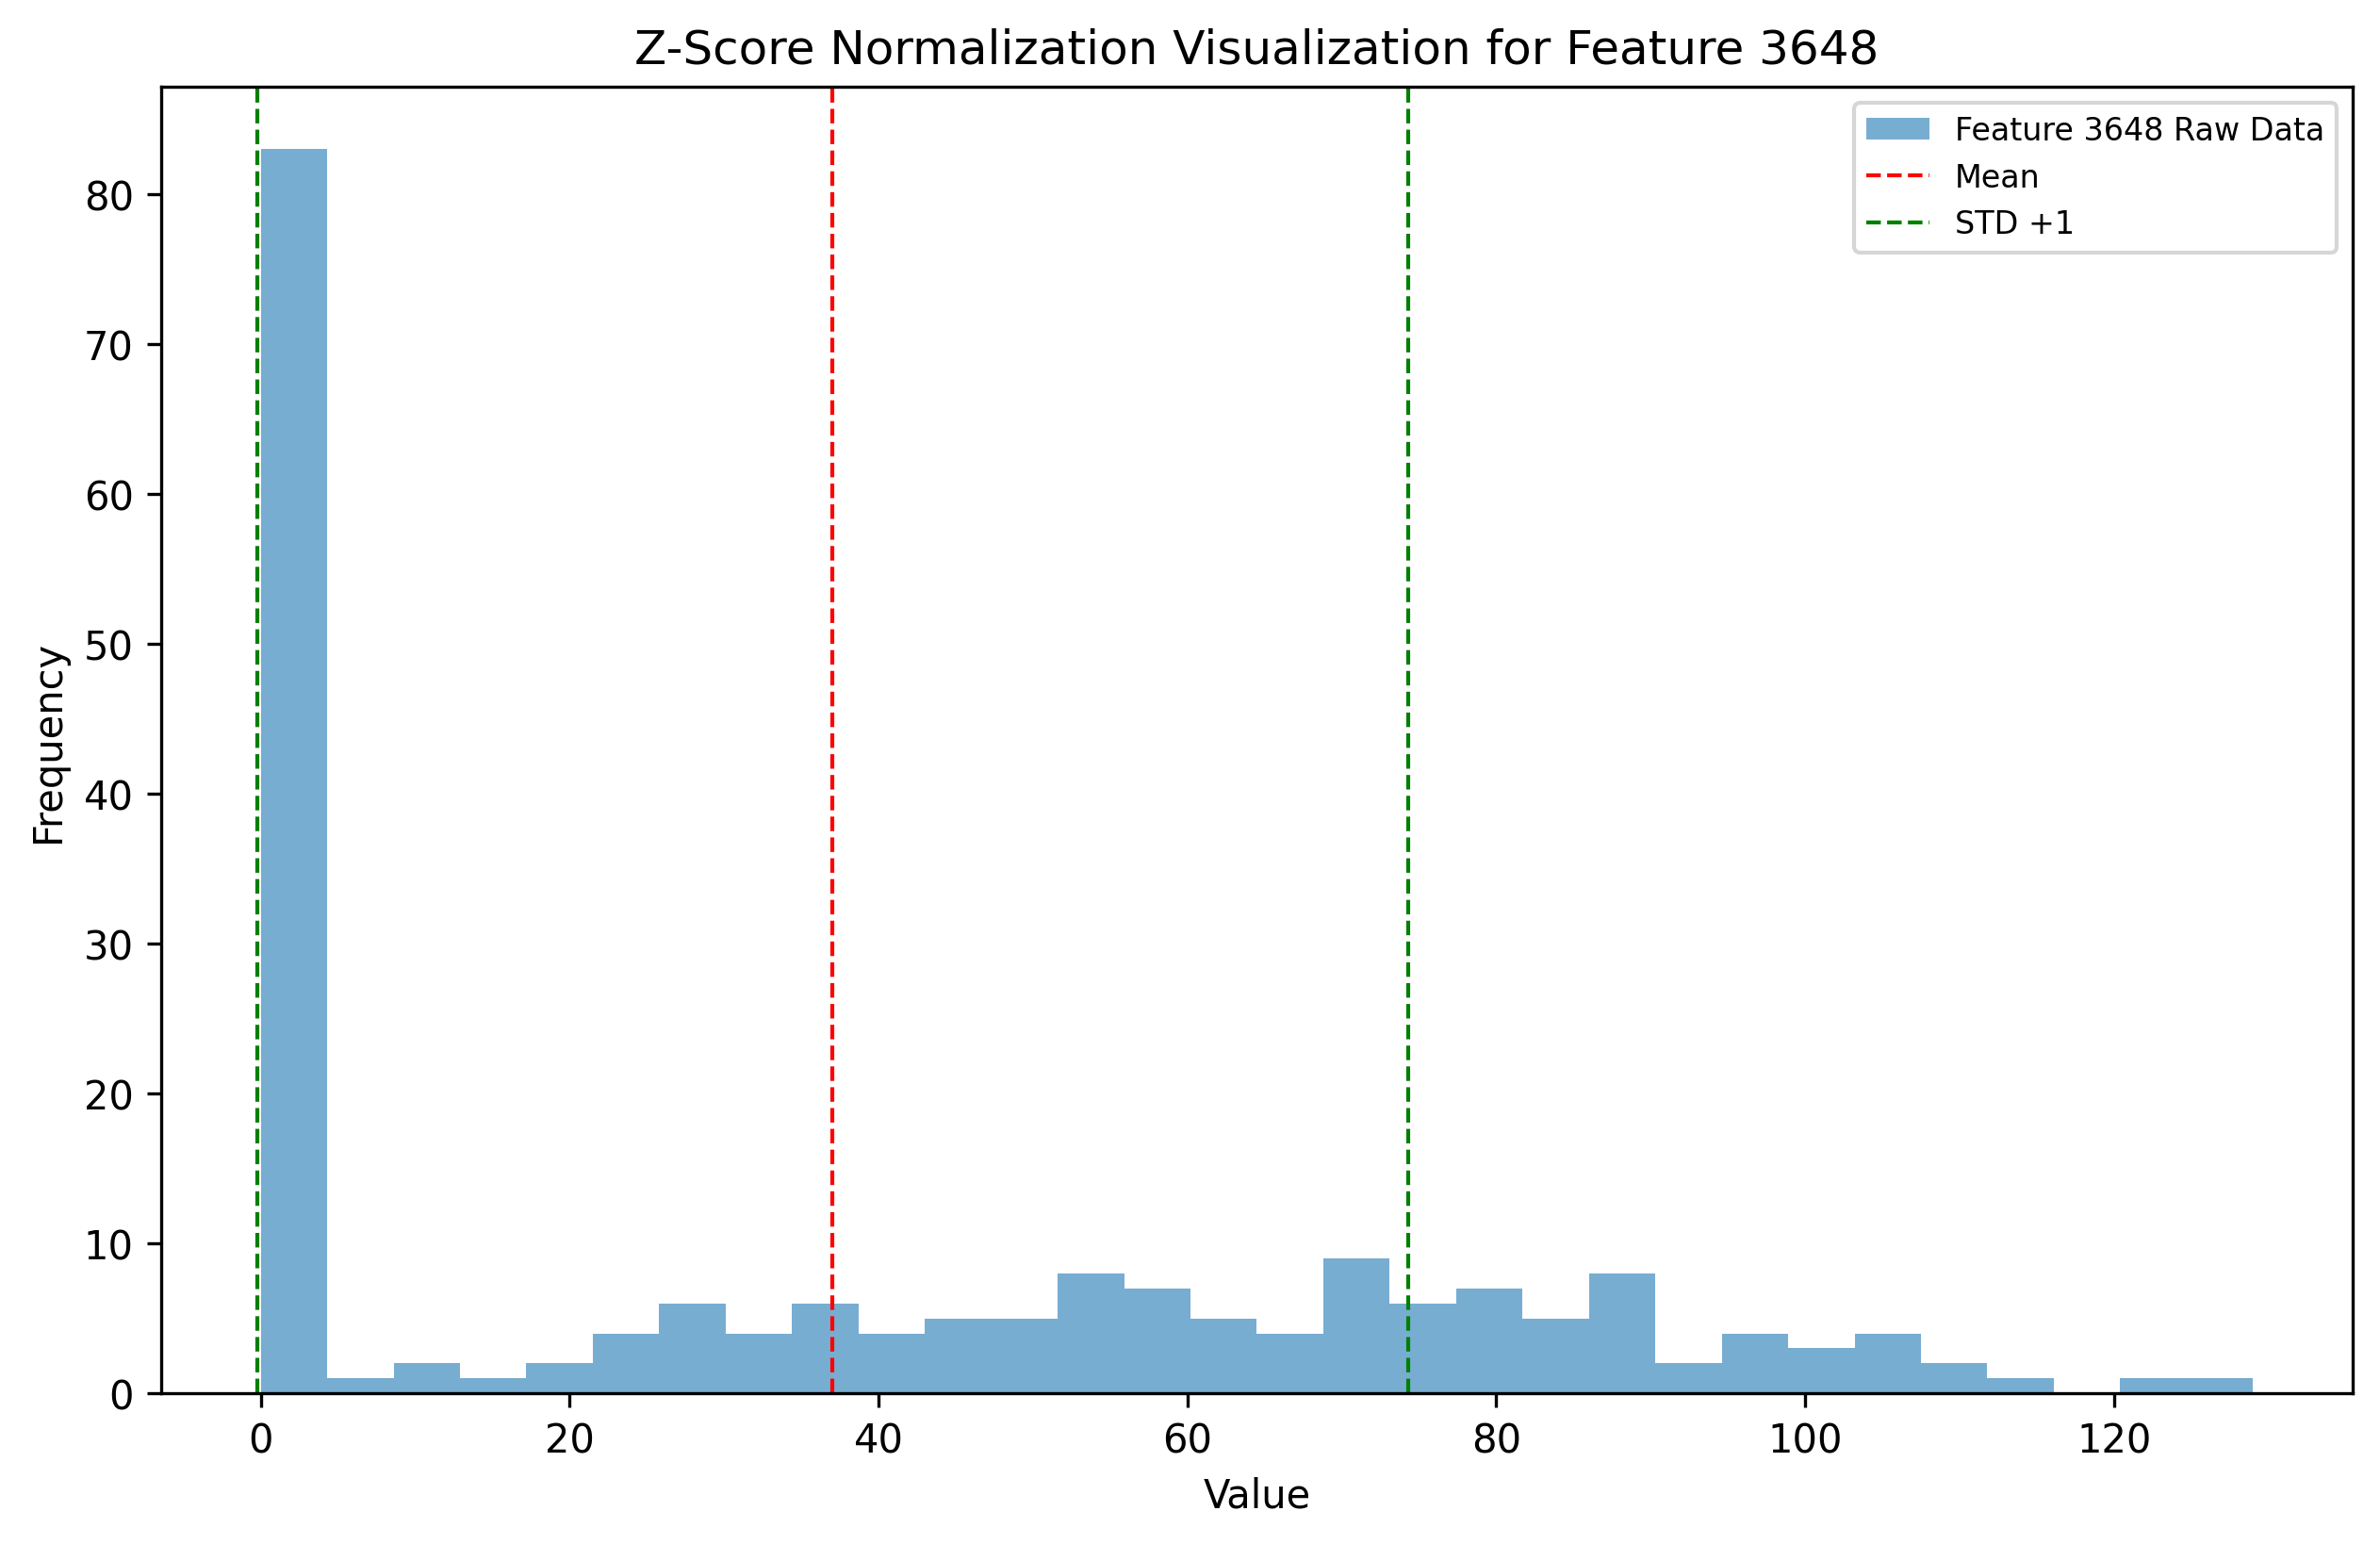 Z-Score Normalization Visualization for Feature 3648
Feature 3648 Raw Data
Mean
STD +1
Frequency
80
70
60
50
40
30
20
10
0
0 20 40 60 80 100 120
Value